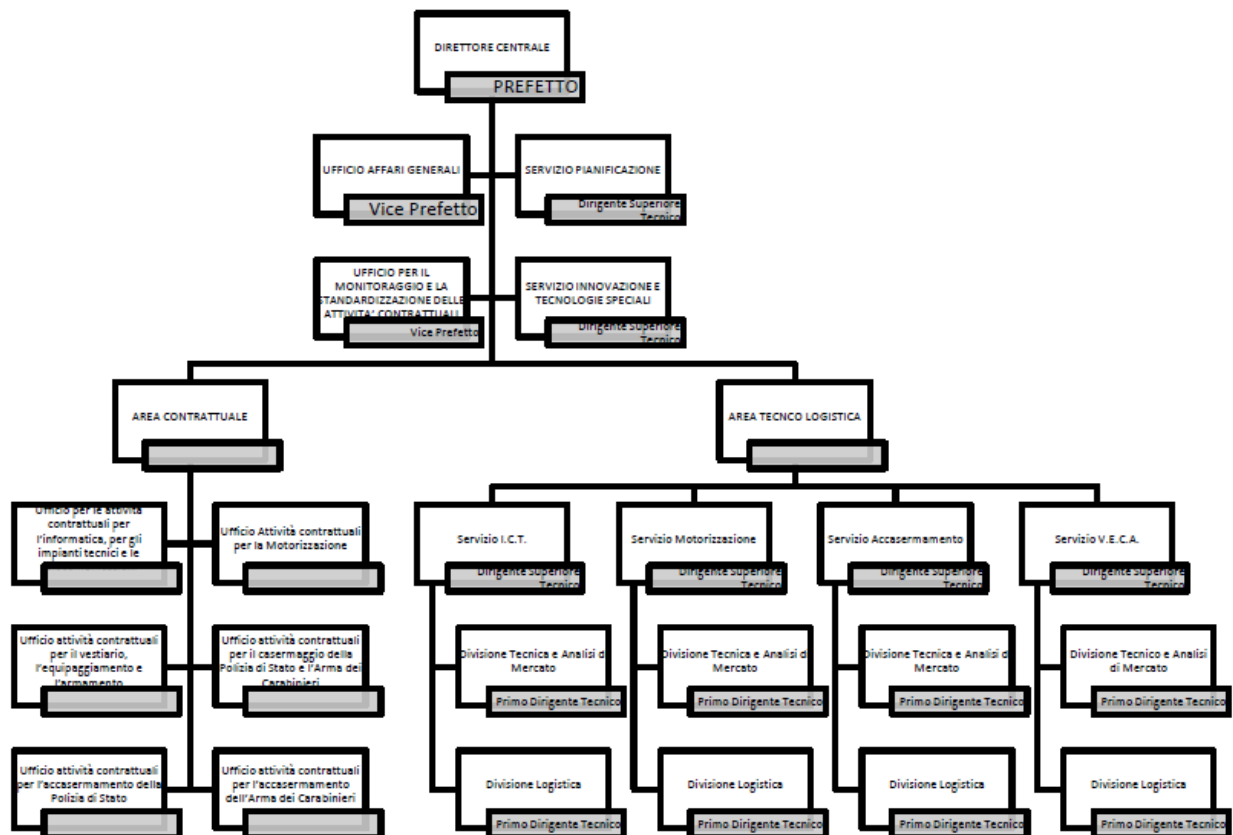 DIRETTORE CENTRALE
PREFETTO
UFFICIO AFFARI GENERALI
Vice Prefetto
SERVIZIO PIANIFICAZIONE
Dirigente Superiore
Tecnico
UFFICIO PER IL
MONITORAGGIO E LA
STANDARDIZZAZIONE DELLE
ATTIVITA' CONTRATTUALI
Vice Prefetto
SERVIZIO INNOVAZIONE E
TECNOLOGIE SPECIALI
Dirigente Superiore
Tecnico
AREA CONTRATTUALE
AREA TECNCO LOGISTICA
Ufficio per le attività
contrattuali per
l'informatica, per gli
impianti tecnici e le
Ufficio Attività contrattuali
per la Motorizzazione
Servizio I.C.T.
Dirigente Superiore
Tecnico
Servizio Motorizzazione
Dirigente Superiore
Tecnico
Servizio Accasermamento
Dirigente Superiore
Tecnico
Servizio V.E.C.A.
Dirigente Superiore
Tecnico
Ufficio attività contrattuali
per il vestiario,
l'equipaggiamento e
l'armamento
Ufficio attività contrattuali
per il casermaggio della
Polizia di Stato e l'Arma dei
Carabinieri
Divisione Tecnica e Analisi di
Mercato
Primo Dirigente Tecnico
Divisione Tecnica e Analisi di
Mercato
Primo Dirigente Tecnico
Divisione Tecnica e Analisi di
Mercato
Primo Dirigente Tecnico
Divisione Tecnico e Analisi
di Mercato
Primo Dirigente Tecnico
Ufficio attività contrattuali
per l'accasermamento della
Polizia di Stato
Ufficio attività contrattuali
per l'accasermamento
dell'Arma dei Carabinieri
Divisione Logistica
Primo Dirigente Tecnico
Divisione Logistica
Primo Dirigente Tecnico
Divisione Logistica
Primo Dirigente Tecnico
Divisione Logistica
Primo Dirigente Tecnico